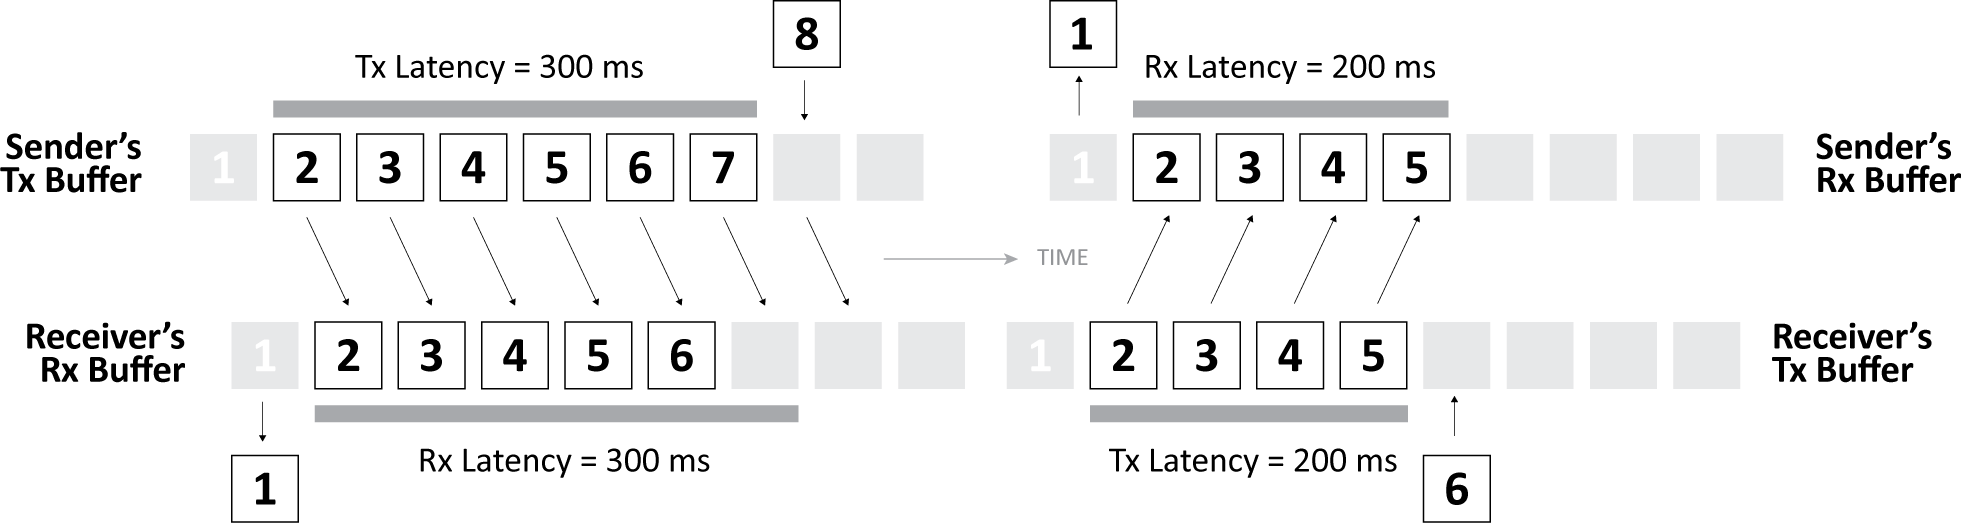 8
1
Tx Latency = 300 ms
Rx Latency = 200 ms
Sender's
Tx Buffer
1 2 3 4 5 6 7
1 2 3 4 5
Sender's
Rx Buffer
TIME
Receiver's
Rx Buffer
1 2 3 4 5 6
1 2 3 4 5
Receiver's
Tx Buffer
Rx Latency = 300 ms
Tx Latency = 200 ms
1
6